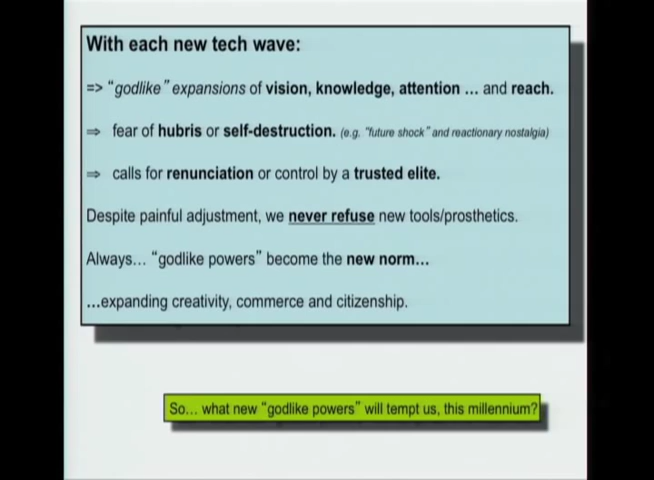 With each new tech wave:
=> “godlike” expansions of vision, knowledge, attention ... and reach.
⇒ fear of hubris or self-destruction. (e.g. “future shock” and reactionary nostalgia)
⇒ calls for renunciation or control by a trusted elite.
Despite painful adjustment, we never refuse new tools/prosthetics.
Always... “godlike powers” become the new norm...
...expanding creativity, commerce and citizenship.
So... what new “godlike powers” will tempt us, this millennium?